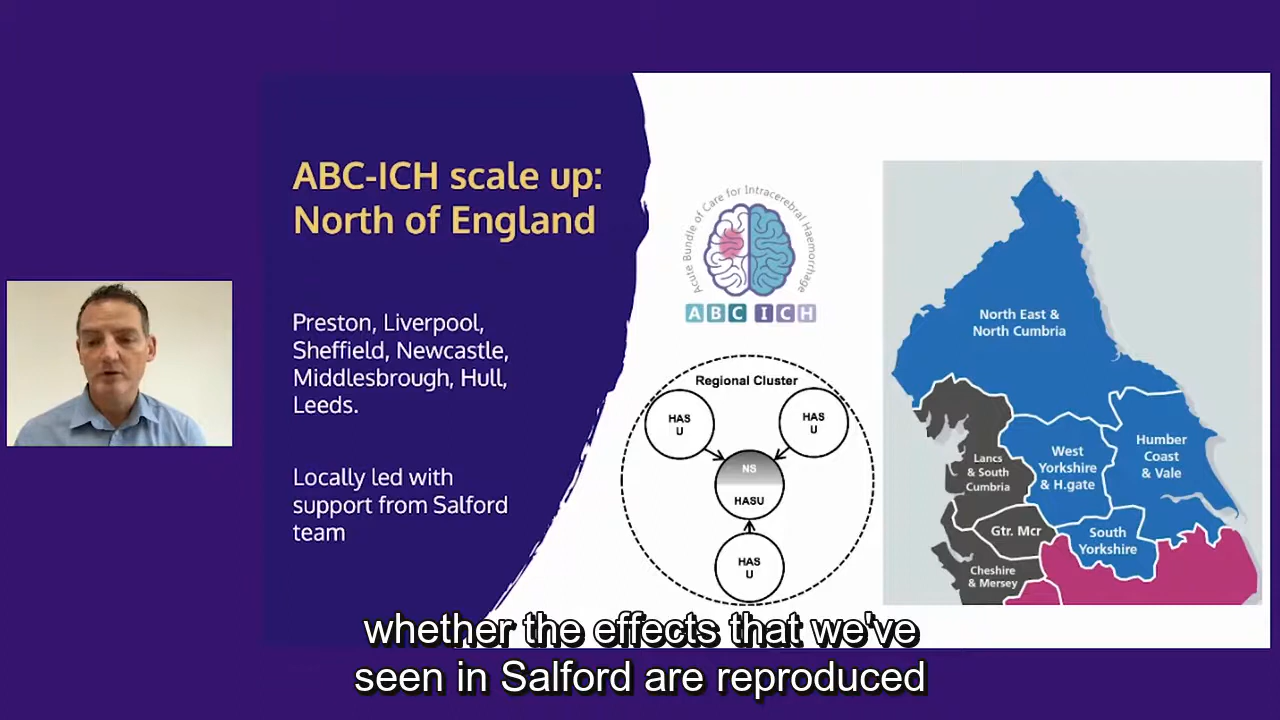 ABC-ICH scale up:
North of England
Preston, Liverpool,
Sheffield, Newcastle,
Middlesbrough, Hull,
Leeds.
Locally led with
support from Salford
team
Acute Bundle of Care for Intracerebral Haemorrhage
ABC ICH
Regional Cluster
HAS
U
HAS
U
NS
HASU
HAS
U
North East &
North Cumbria
Lancs
& South
Cumbria
West
Yorkshire
& H.gate
Humber
Coast
& Vale
Gtr. Mcr
South
Yorkshire
Cheshire
& Mersey
whether the effects that we've
seen in Salford are reproduced